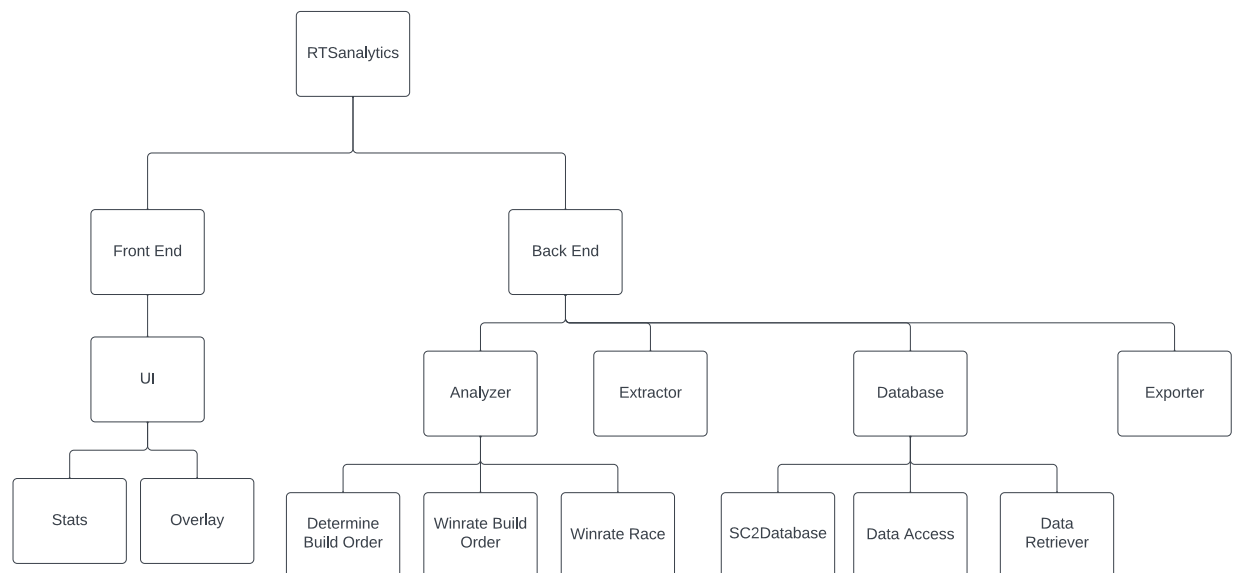 RTSanalytics
Front End
Back End
UI
Analyzer
Extractor
Database
Exporter
Stats
Overlay
Determine
Build Order
Winrate Build
Order
Winrate Race
SC2Database
Data Access
Data
Retriever